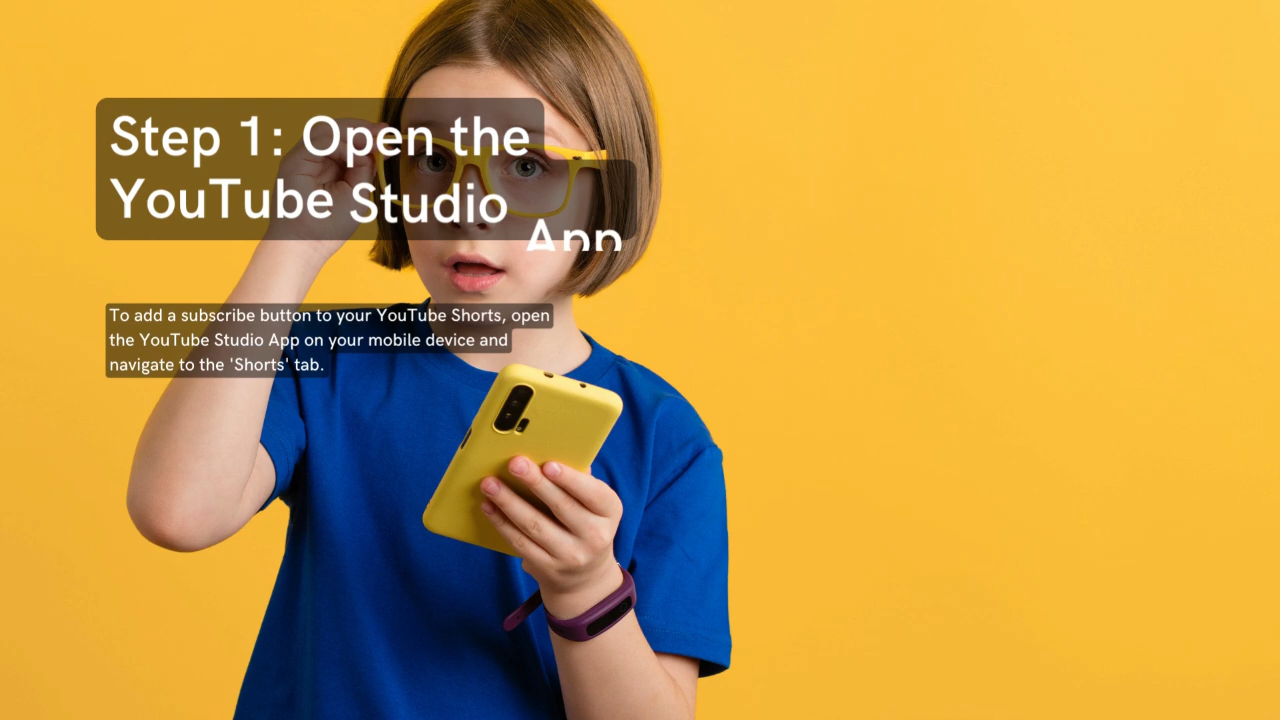 Step 1: Open the
YouTube Studio
App
To add a subscribe button to your YouTube Shorts, open
the YouTube Studio App on your mobile device and
navigate to the 'Shorts' tab.